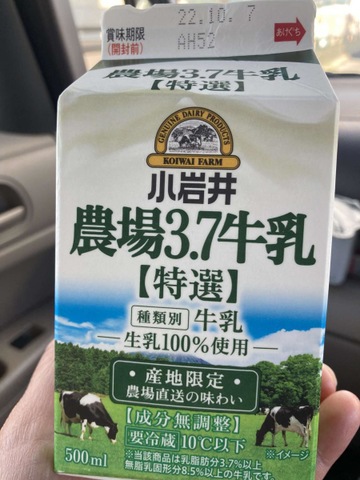 22.10. 7
賞味期限
(開封前)
AH52
あけぐち
農場3.7牛乳
【特選】
GENUINE DAIRY PRODUCTS
KOIWAI FARM
小岩井
農場3.7牛乳
【特選】
種類別 牛乳
生乳100%使用
・産地限定・
農場直送の味わい
【成分無調整】
要冷蔵 10℃以下
500ml
※イメージ
※当該商品は乳脂肪分3.7%以上
無脂乳固形分8.5%以上の牛乳です。